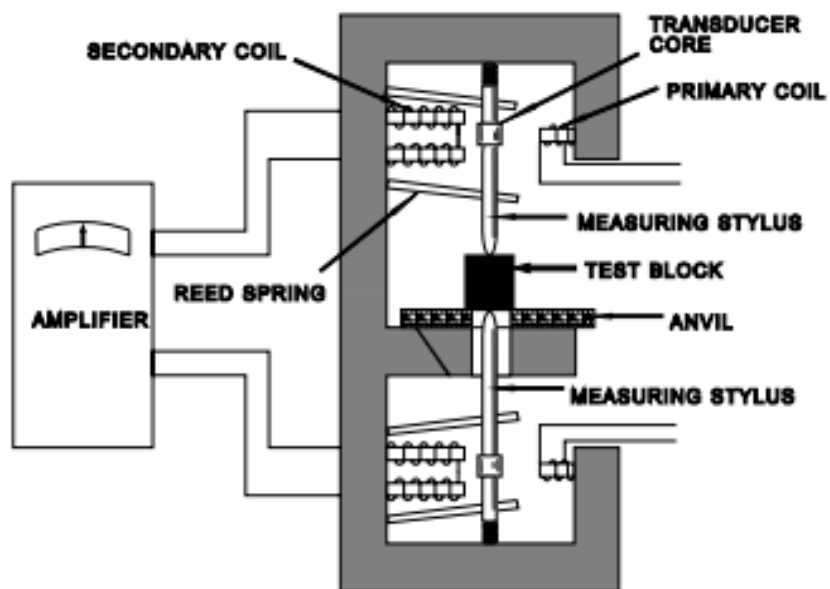 TRANSDUCER
CORE
SECONDARY COIL
PRIMARY COIL
MEASURING STYLUS
TEST BLOCK
REED SPRING
AMPLIFIER
ANVIL
MEASURING STYLUS